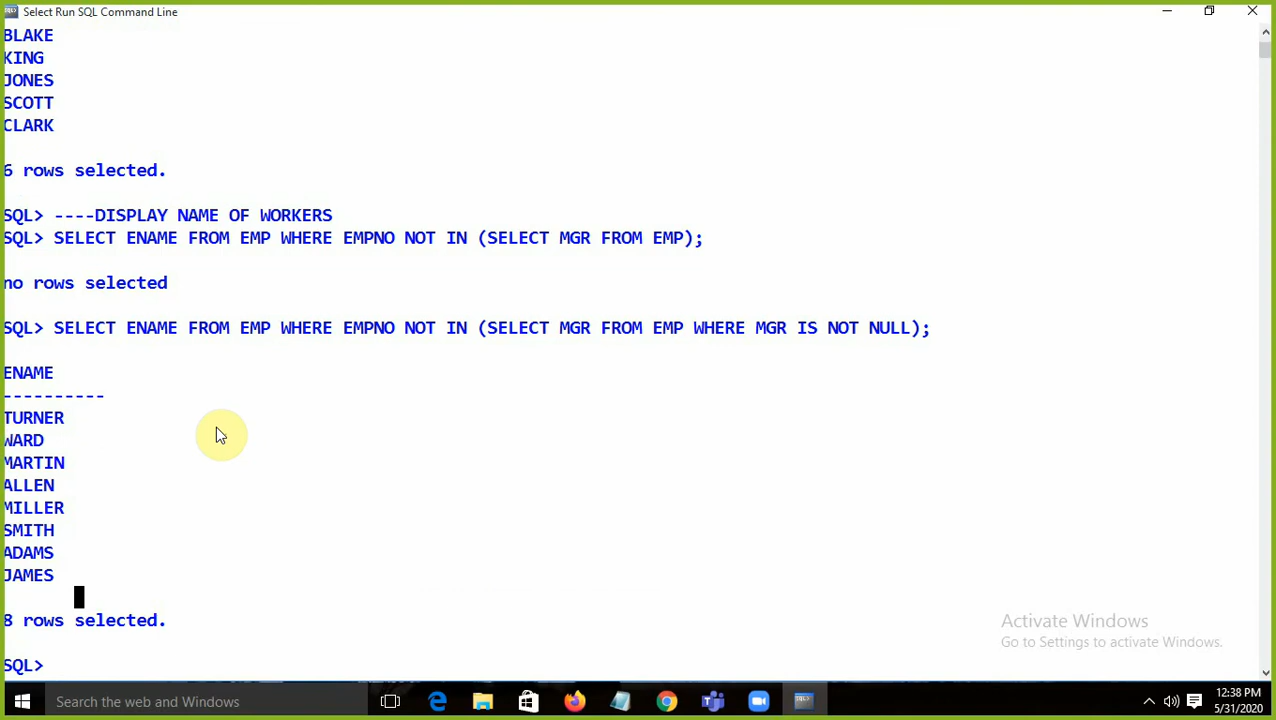 Select Run SQL Command Line
BLAKE
KING
JONES
SCOTT
CLARK
6 rows selected.
SQL> ----DISPLAY NAME OF WORKERS
SQL> SELECT ENAME FROM EMP WHERE EMPNO NOT IN (SELECT MGR FROM EMP);
no rows selected
SQL> SELECT ENAME FROM EMP WHERE EMPNO NOT IN (SELECT MGR FROM EMP WHERE MGR IS NOT NULL);
ENAME
----------
TURNER
WARD
MARTIN
ALLEN
MILLER
SMITH
ADAMS
JAMES
8 rows selected.
SQL>
Activate Windows
Go to Settings to activate Windows.
Search the web and Windows
12:38 PM
5/31/2020